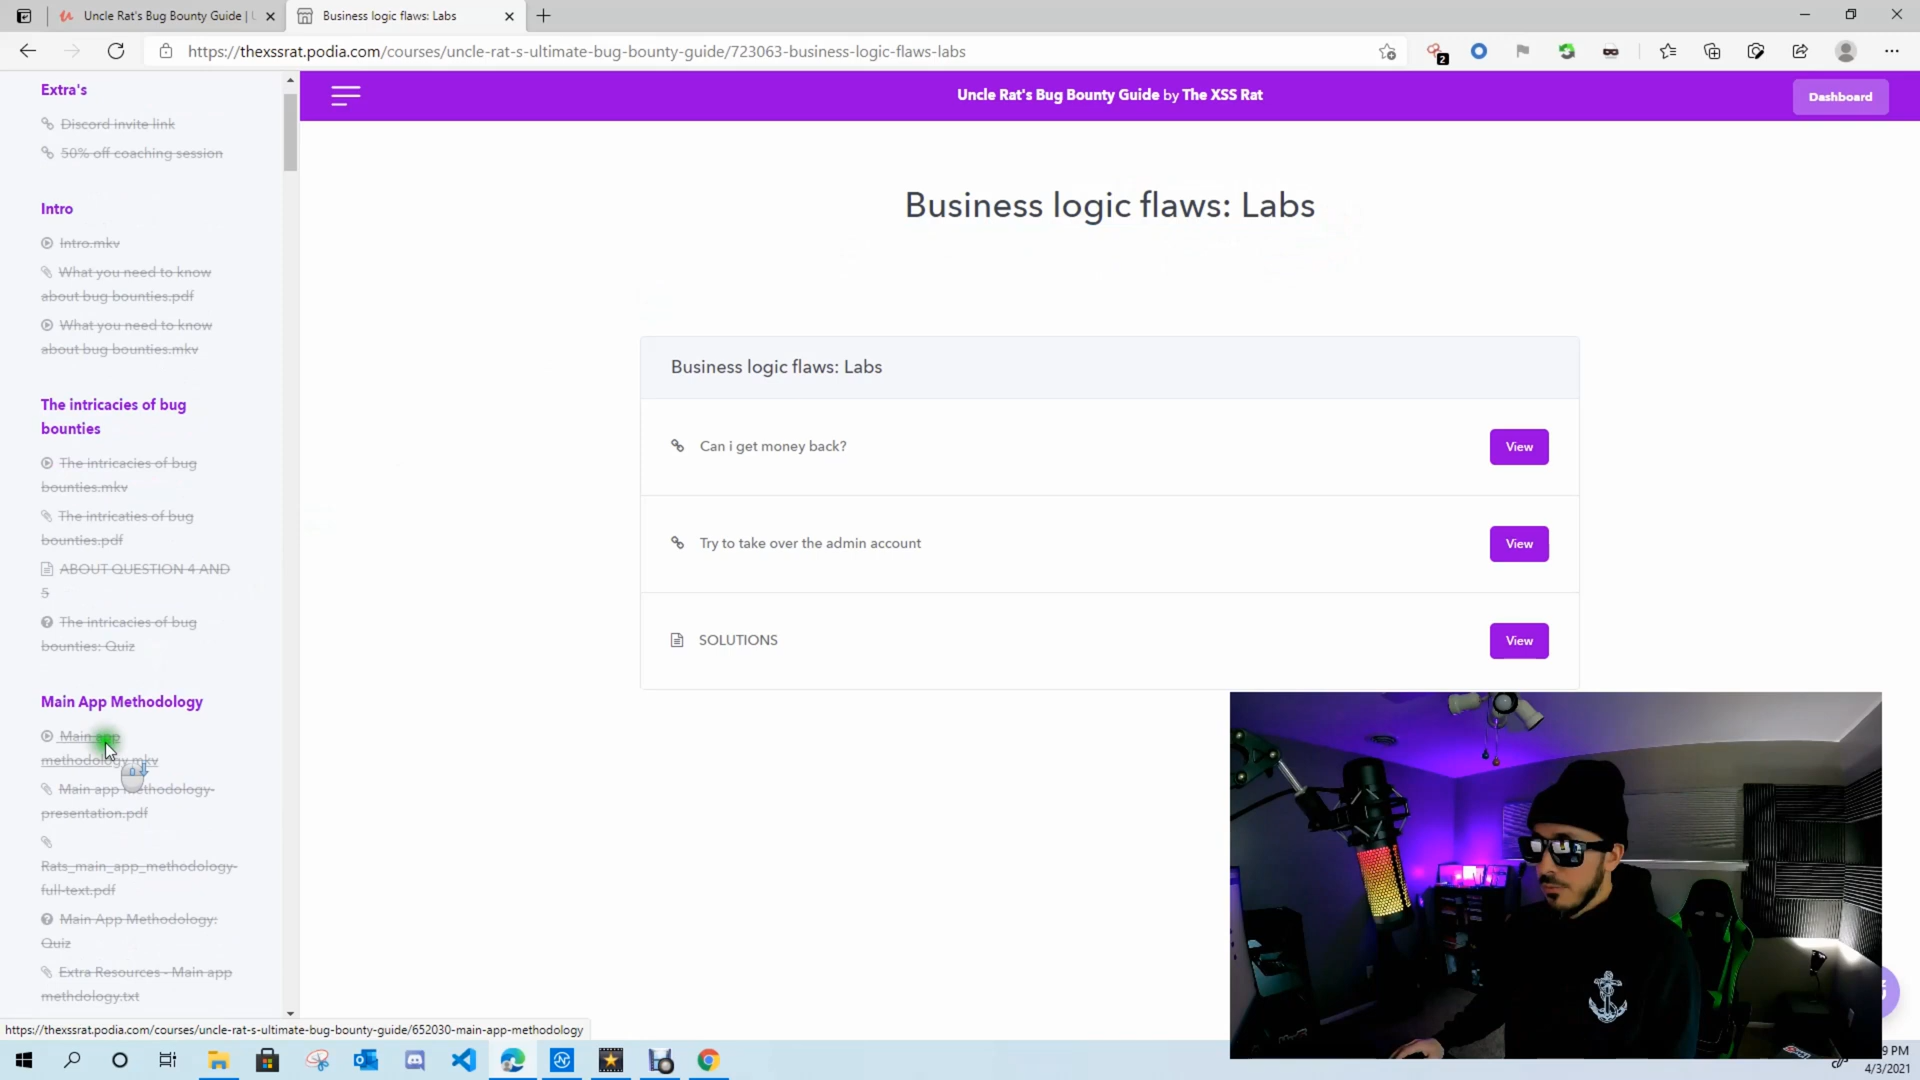 Uncle Rat's Bug Bounty Guide |
Business logic flaws: Labs
https://thexssrat.podia.com/courses/uncle-rat-s-ultimate-bug-bounty-guide/723063-business-logic-flaws-labs
2
Uncle Rat's Bug Bounty Guide by The XSS Rat
Dashboard
Extra's
Discord invite link
50% off coaching session
Intro
Intro.mkv
What you need to know
about bug bounties.pdf
What you need to know
about bug bounties.mkv
The intricacies of bug
bounties
The intricacies of bug
bounties.mkv
The intricaties of bug
bounties.pdf
ABOUT QUESTION 4 AND
5
The intricacies of bug
bounties: Quiz
Main App Methodology
Main app
methodology.mkv
Main app methodology-
presentation.pdf
Rats_main_app_methodology-
full-text.pdf
Main App Methodology:
Quiz
Extra Resources - Main app
methdology.txt
Business logic flaws: Labs
Business logic flaws: Labs
Can i get money back?
View
Try to take over the admin account
View
SOLUTIONS
View
https://thexssrat.podia.com/courses/uncle-rat-s-ultimate-bug-bounty-guide/652030-main-app-methodology
9 PM
4/3/2021